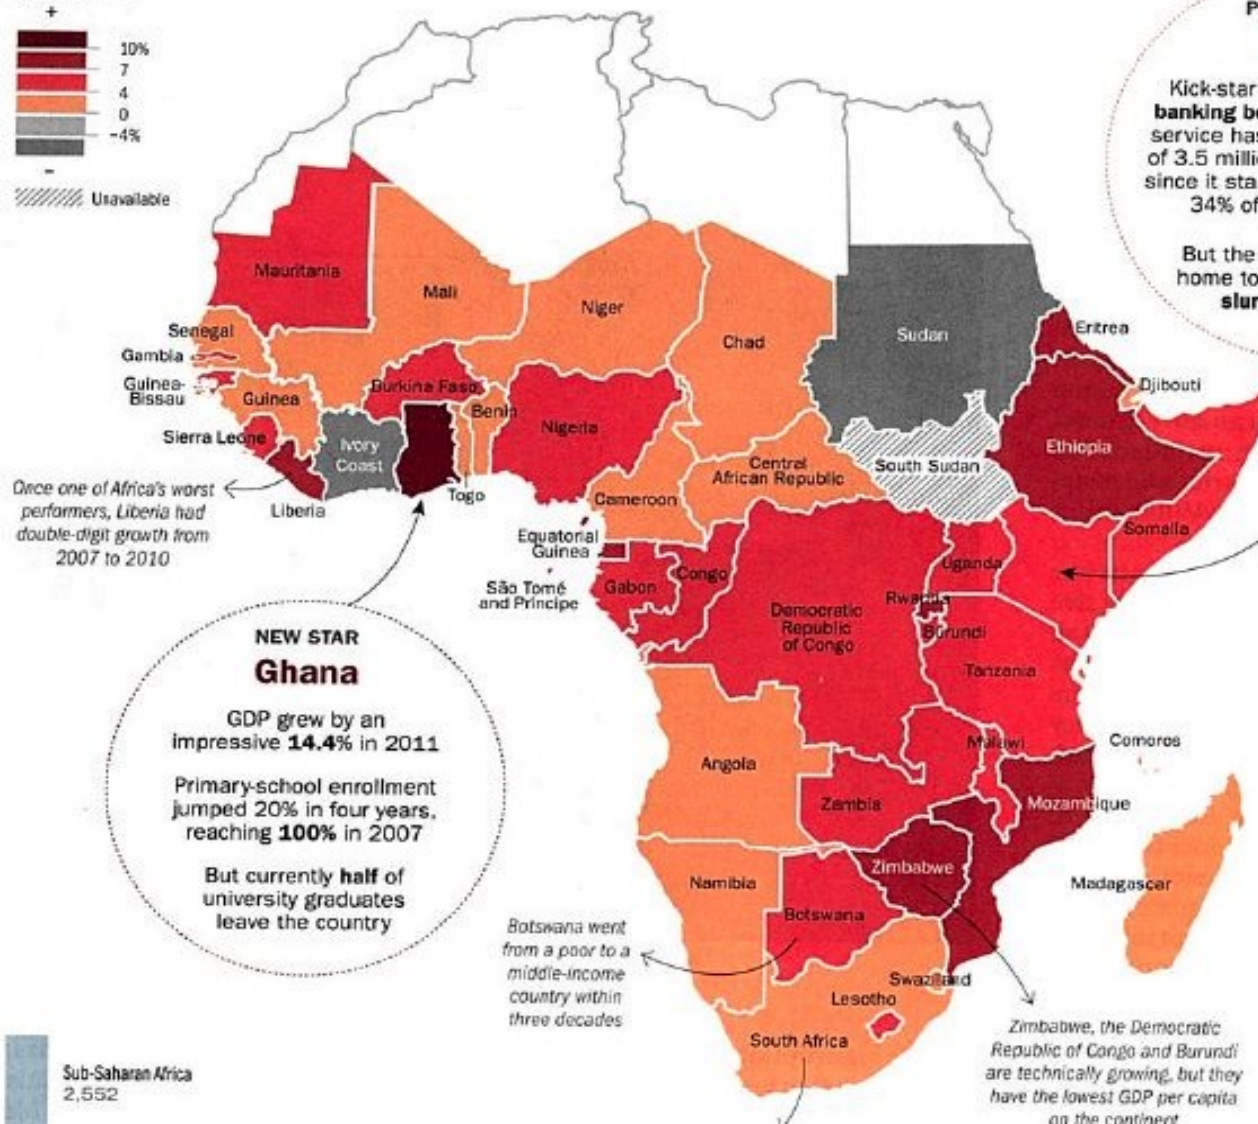 +
10%
7
4
0
-4%
-
Unavailable
P
Kick-star
banking bo
service has
of 3.5 millio
since it sta
34% of
But the
home to
slur
Mauritania
Mali
Niger
Chad
Sudan
Eritrea
Senegal
Gambia
Guinea-
Bissau
Guinea
Burkina Faso
Benin
Nigeria
Djibouti
Sierra Leone
Ivory
Coast
Ethiopia
Central
African Republic
South Sudan
Togo
Cameroon
Liberia
Once one of Africa's worst
performers, Liberia had
double-digit growth from
2007 to 2010
Somalia
Equatorial
Guinea
São Tomé
and Príncipe
Gabon
Congo
Uganda
Rwanda
Burundi
Democratic
Republic
of Congo
Tanzania
NEW STAR
Ghana
GDP grew by an
impressive 14.4% in 2011
Primary-school enrollment
jumped 20% in four years,
reaching 100% in 2007
But currently half of
university graduates
leave the country
Angola
Malawi
Comoros
Zambia
Mozambique
Zimbabwe
Namibia
Madagascar
Botswana
Botswana went
from a poor to a
middle-income
country within
three decades
Swaziland
Lesotho
South Africa
Zimbabwe, the Democratic
Republic of Congo and Burundi
are technically growing, but they
have the lowest GDP per capita
on the continent
Sub-Saharan Africa
2,552